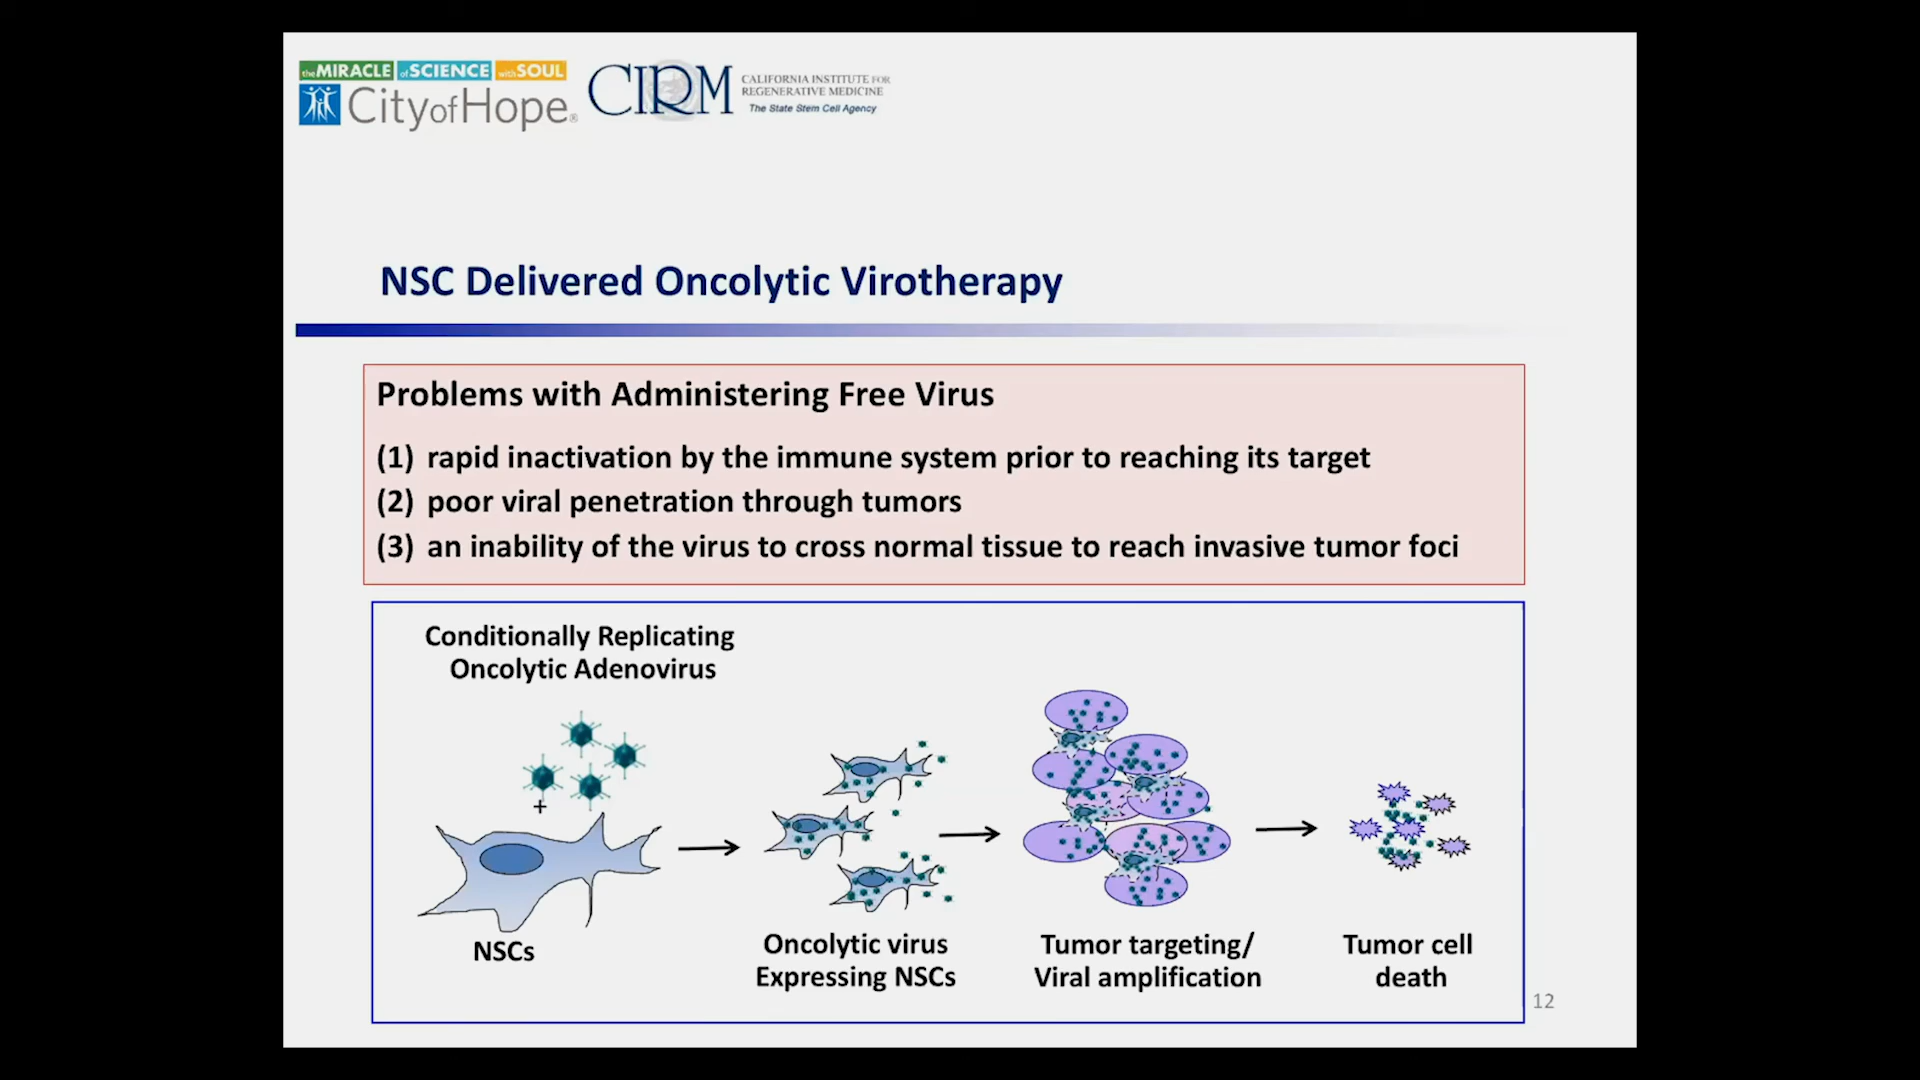 the MIRACLE of SCIENCE with SOUL
City of Hope®
CIRM
CALIFORNIA INSTITUTE FOR
REGENERATIVE MEDICINE
The State Stem Cell Agency
NSC Delivered Oncolytic Virotherapy
Problems with Administering Free Virus
(1) rapid inactivation by the immune system prior to reaching its target
(2) poor viral penetration through tumors
(3) an inability of the virus to cross normal tissue to reach invasive tumor foci
Conditionally Replicating
Oncolytic Adenovirus
+
NSCs
Oncolytic virus
Expressing NSCs
Tumor targeting/
Viral amplification
Tumor cell
death
12